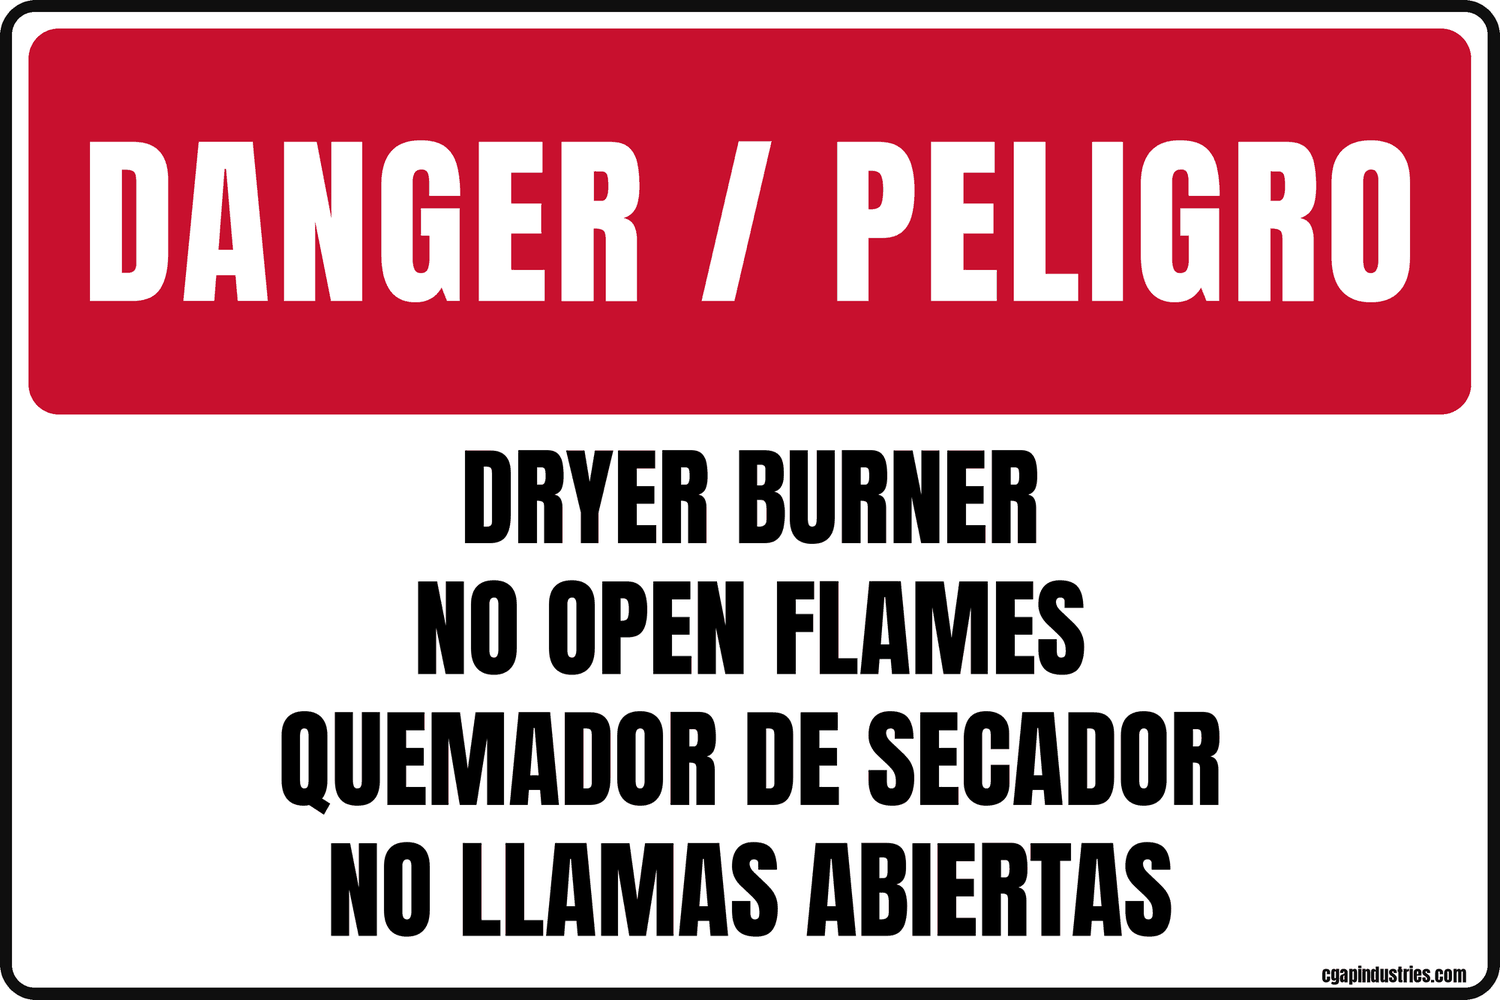 DANGER / PELIGRO
DRYER BURNER
NO OPEN FLAMES
QUEMADOR DE SECADOR
NO LLAMAS ABIERTAS
cgapindustries.com